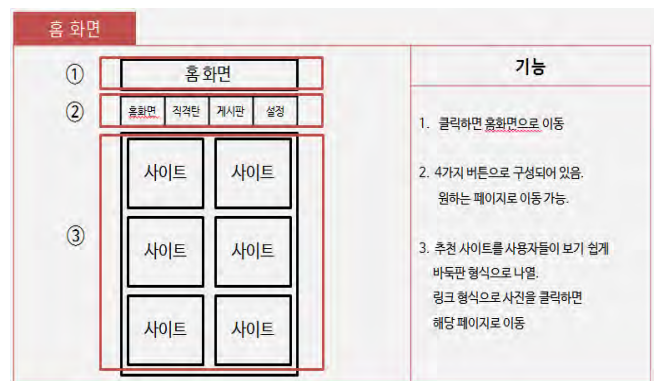 홈 화면
① 홈화면
② 홈화면 직격탄 게시판 설정
③
사이트 사이트
사이트 사이트
사이트 사이트
기능
1. 클릭하면 홈화면으로 이동
2. 4가지 버튼으로 구성되어 있음.
원하는 페이지로 이동 가능.
3. 추천 사이트를 사용자들이 보기 쉽게
바둑판 형식으로 나열.
링크 형식으로 사진을 클릭하면
해당 페이지로 이동